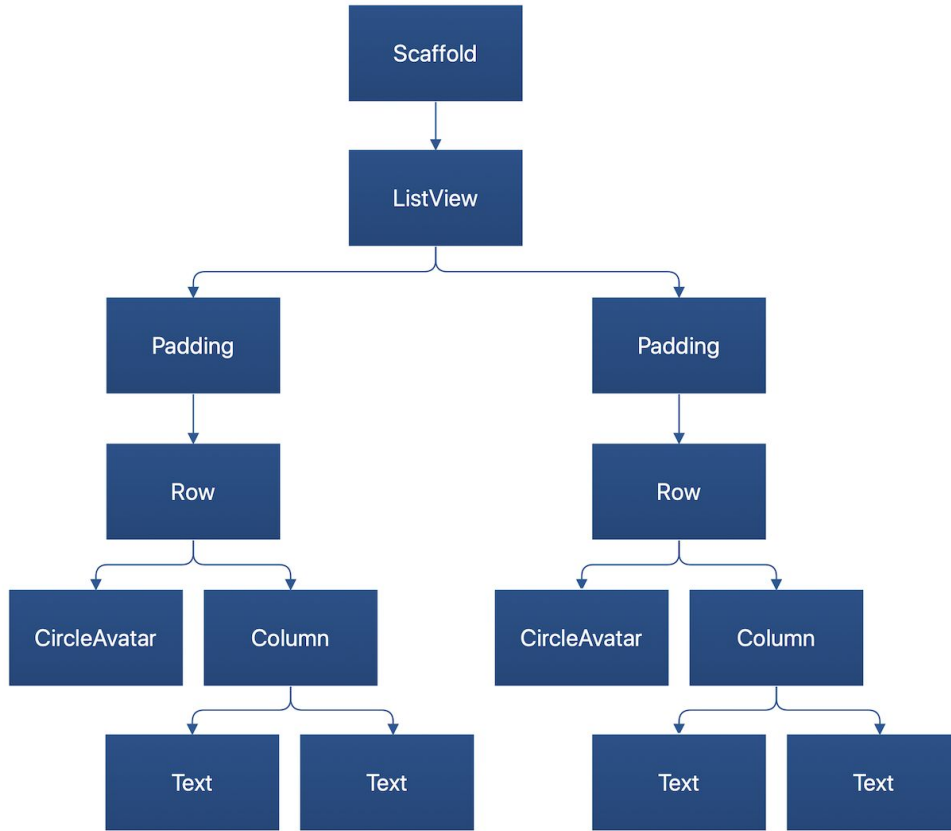 Scaffold
ListView
Padding
Padding
Row
Row
CircleAvatar
Column
CircleAvatar
Column
Text
Text
Text
Text